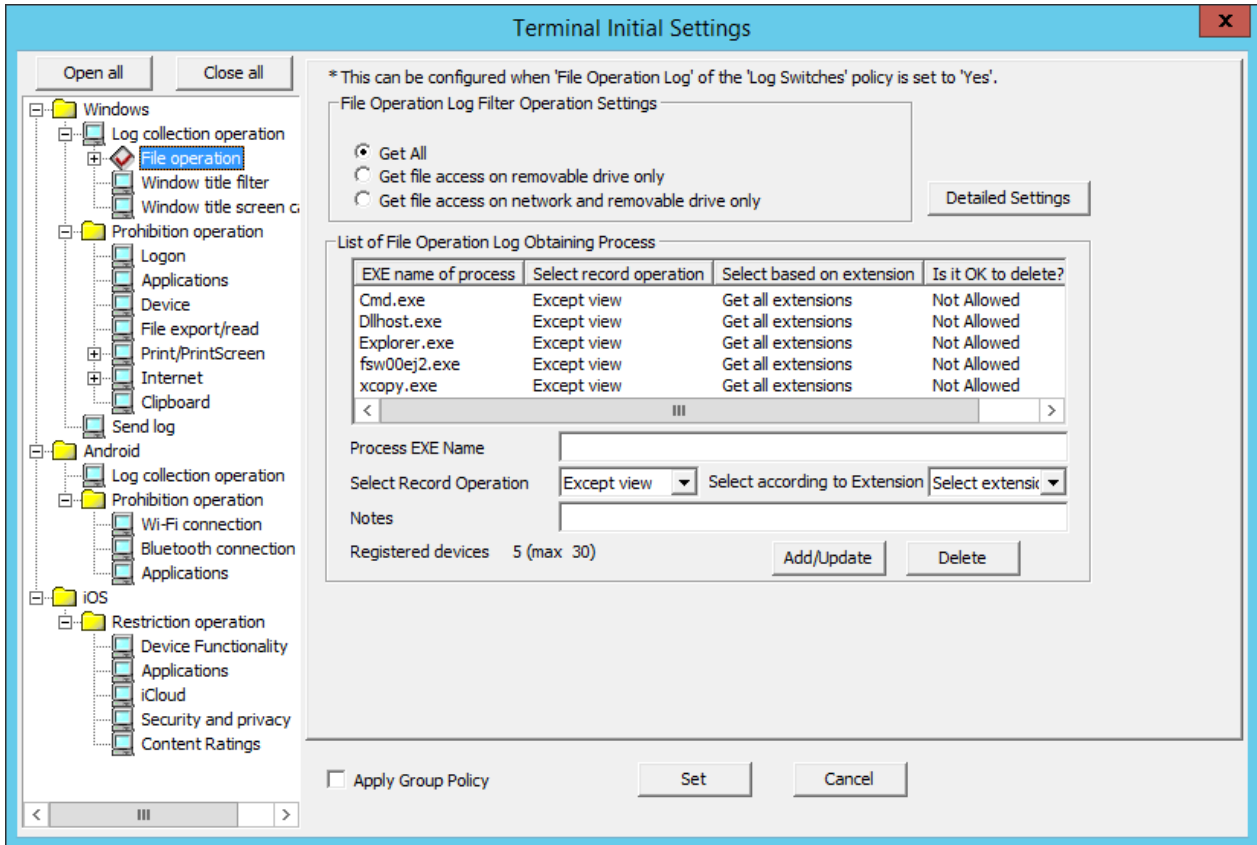 Terminal Initial Settings
x
Open all
Close all
Windows
Log collection operation
File operation
Window title filter
Window title screen ca
Prohibition operation
Logon
Applications
Device
File export/read
Print/PrintScreen
Internet
Clipboard
Send log
Android
Log collection operation
Prohibition operation
Wi-Fi connection
Bluetooth connection
Applications
iOS
Restriction operation
Device Functionality
Applications
iCloud
Security and privacy
Content Ratings
* This can be configured when 'File Operation Log' of the 'Log Switches' policy is set to 'Yes'.
File Operation Log Filter Operation Settings
Get All
Get file access on removable drive only
Get file access on network and removable drive only
Detailed Settings
List of File Operation Log Obtaining Process
EXE name of process Select record operation Select based on extension Is it OK to delete?
Cmd.exe Except view Get all extensions Not Allowed
Dllhost.exe Except view Get all extensions Not Allowed
Explorer.exe Except view Get all extensions Not Allowed
fsw00ej2.exe Except view Get all extensions Not Allowed
xcopy.exe Except view Get all extensions Not Allowed
Process EXE Name
Select Record Operation Except view Select according to Extension Select extensic
Notes
Registered devices 5 (max 30)
Add/Update
Delete
Apply Group Policy
Set
Cancel